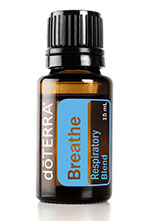 dōTERRA®
Breathe
Respiratory
Blend
15 mL